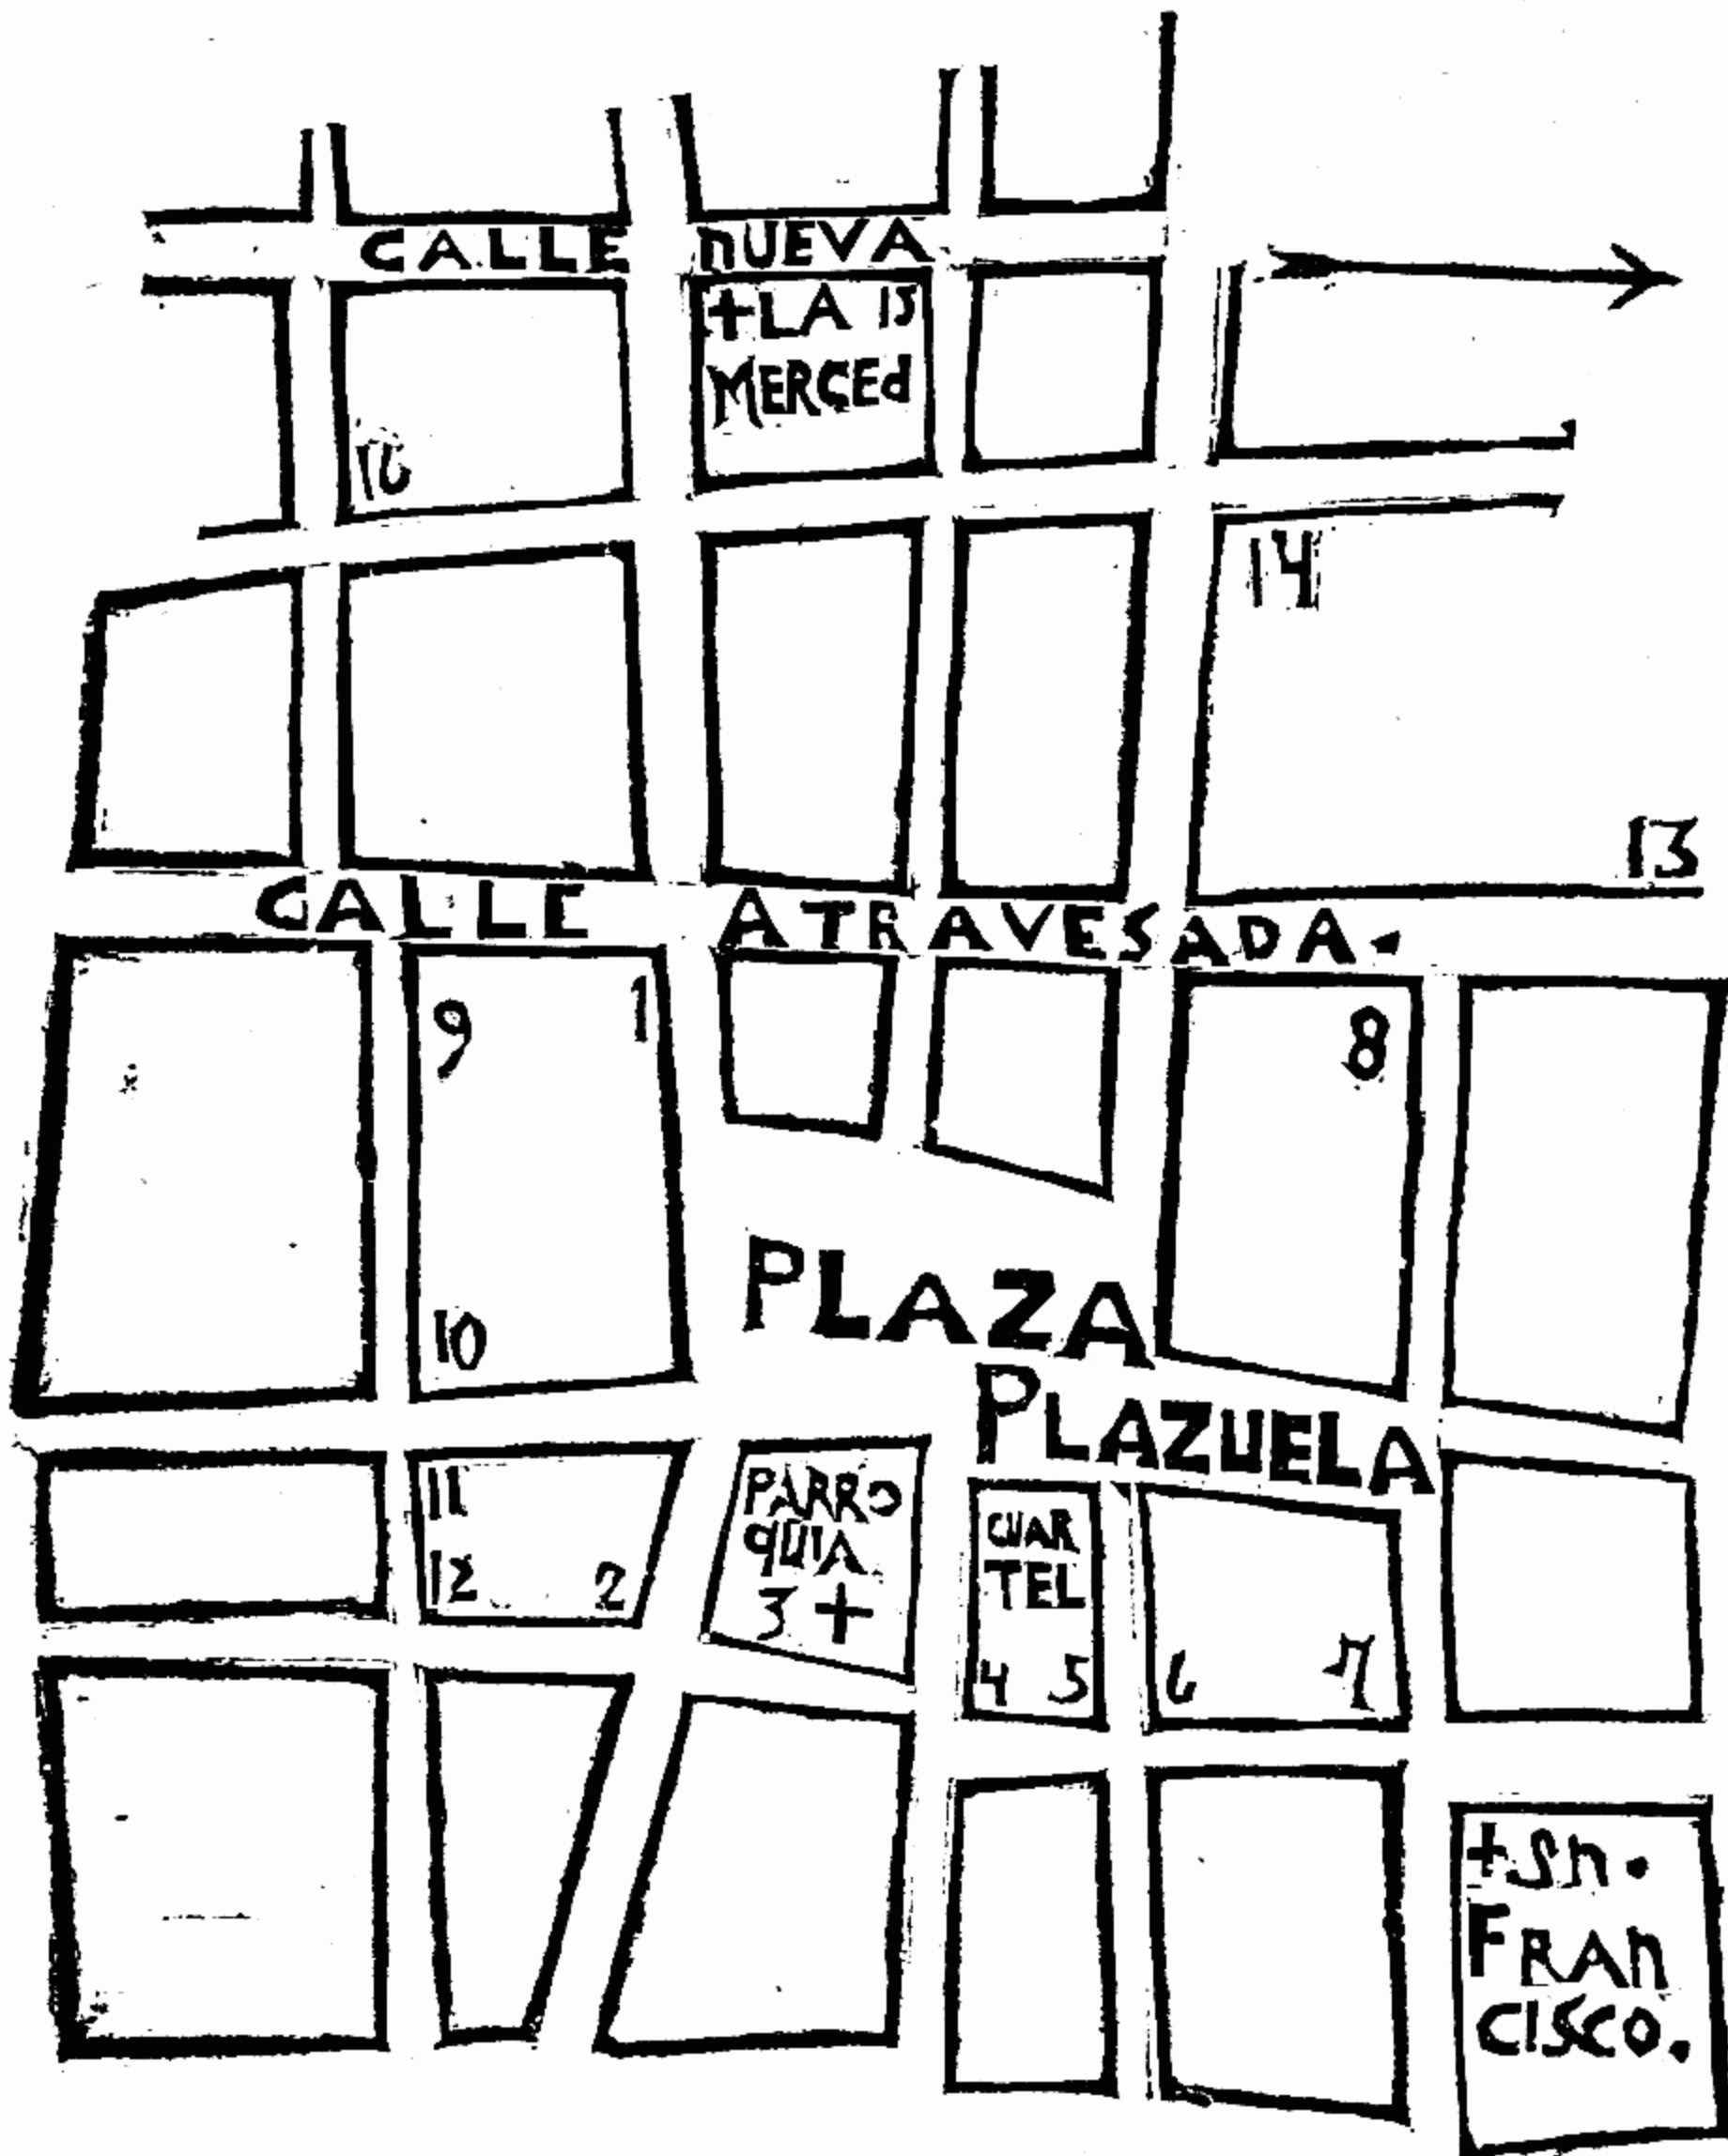 CALLE NUEVA
+LA 15
MERCEd
16
14
13
CALLE ATRAVESADA.
9 1
8
10
PLAZA
PLAZUELA
11
12 2
PARRO
QUIA
3 +
CUAR
TEL
4 5
6 7
+Sn.
FRAn
CISCO.